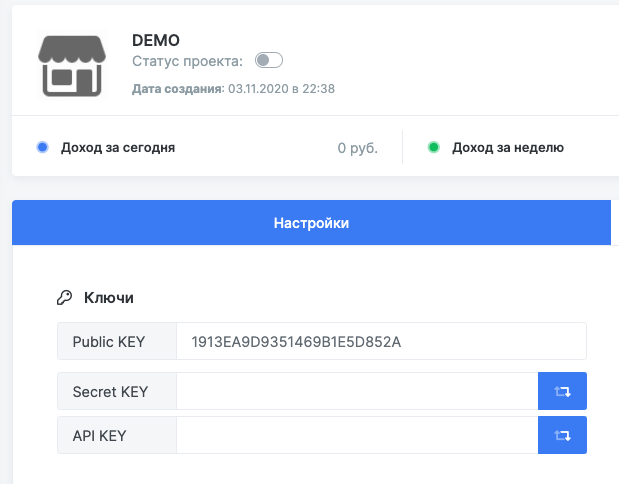 DEMO
Статус проекта:
Дата создания: 03.11.2020 в 22:38
Доход за сегодня 0 руб. Доход за неделю
Настройки
Ключи
Public KEY 1913EA9D9351469B1E5D852A
Secret KEY
API KEY